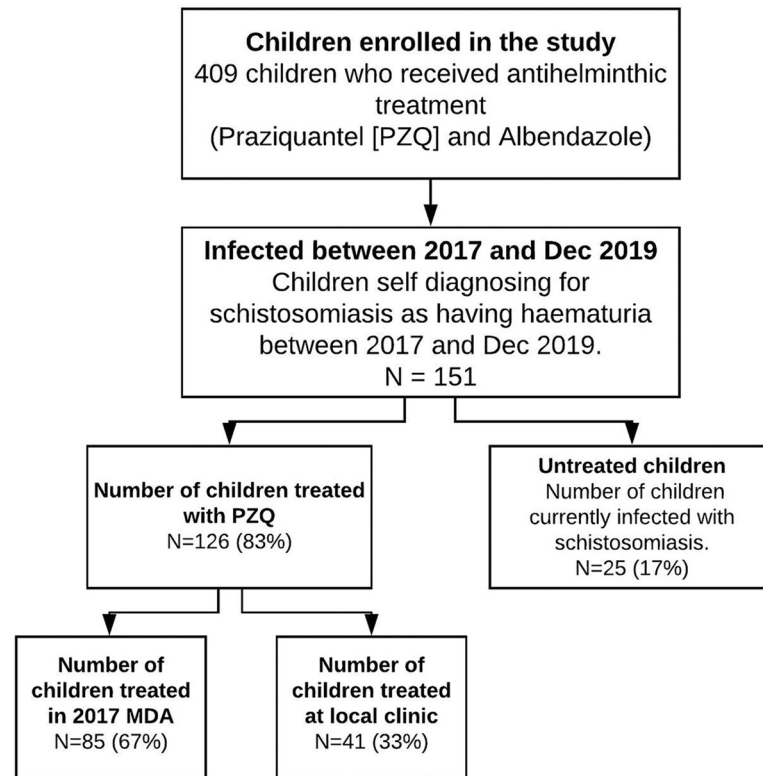 Children enrolled in the study
409 children who received antihelminthic
treatment
(Praziquantel [PZQ] and Albendazole)
Infected between 2017 and Dec 2019
Children self diagnosing for
schistosomiasis as having haematuria
between 2017 and Dec 2019.
N = 151
Number of children treated
with PZQ
N=126 (83%)
Untreated children
Number of children
currently infected with
schistosomiasis.
N=25 (17%)
Number of
children treated
in 2017 MDA
N=85 (67%)
Number of
children treated
at local clinic
N=41 (33%)